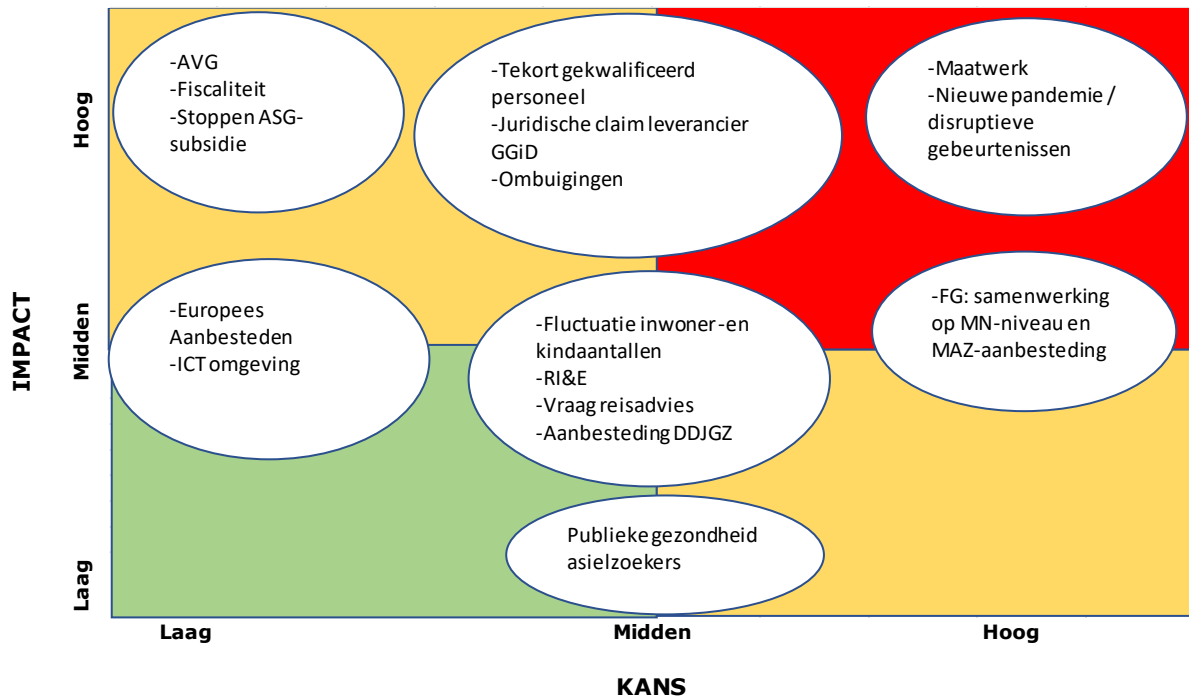 IMPACT
Hoog
Midden
Laag
-AVG
-Fiscaliteit
-Stoppen ASG-
subsidie
-Tekort gekwalificeerd
personeel
-Juridische claim leverancier
GGiD
-Ombuigingen
-Maatwerk
-Nieuwe pandemie /
disruptieve
gebeurtenissen
-Europees
Aanbesteden
-ICT omgeving
-Fluctuatie inwoner-en
kindaantallen
-RI&E
-Vraag reisadvies
-Aanbesteding DDJGZ
-FG: samenwerking
op MN-niveau en
MAZ-aanbesteding
Publieke gezondheid
asielzoekers
Laag
Midden
Hoog
KANS